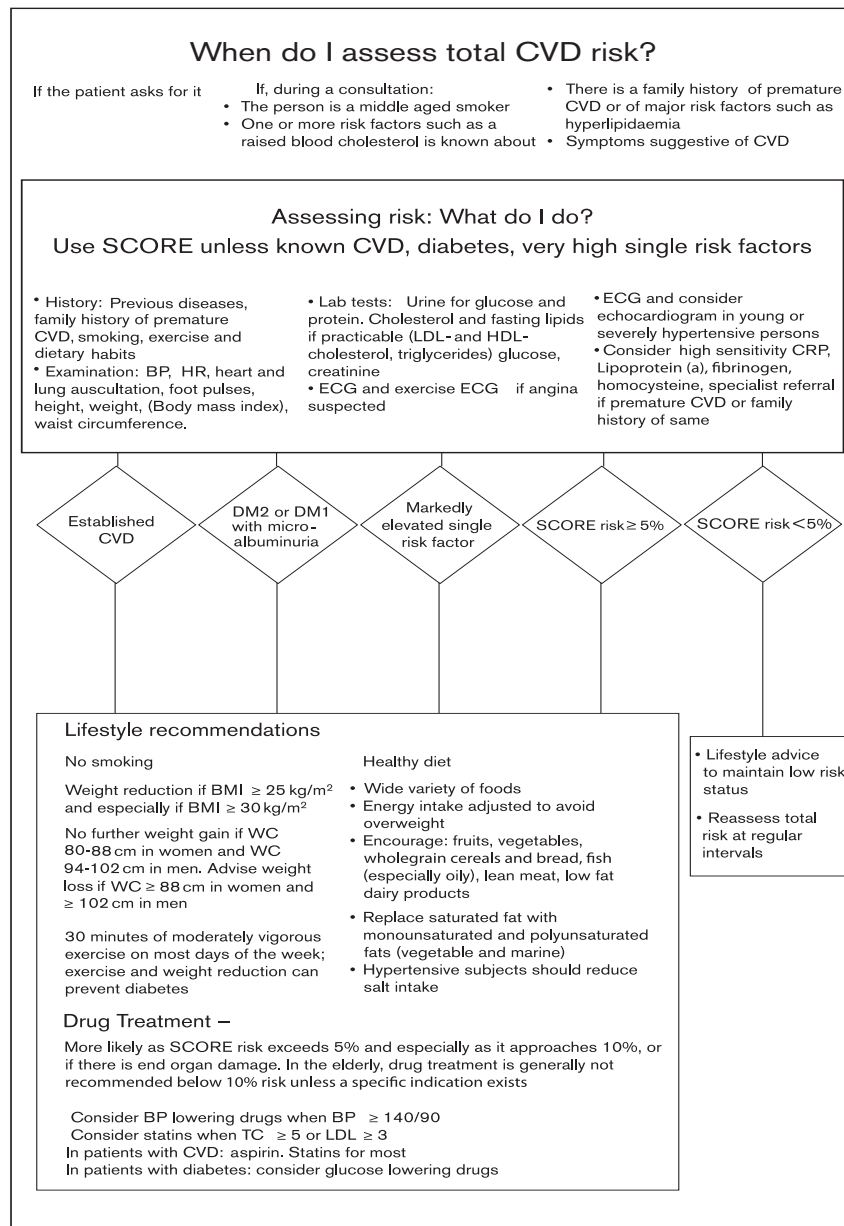 When do I assess total CVD risk?
If the patient asks for it
If, during a consultation:
• The person is a middle aged smoker
• One or more risk factors such as a
raised blood cholesterol is known about
• There is a family history of premature
CVD or of major risk factors such as
hyperlipidaemia
• Symptoms suggestive of CVD
Assessing risk: What do I do?
Use SCORE unless known CVD, diabetes, very high single risk factors
• History: Previous diseases,
family history of premature
CVD, smoking, exercise and
dietary habits
• Examination: BP, HR, heart and
lung auscultation, foot pulses,
height, weight, (Body mass index),
waist circumference.
• Lab tests: Urine for glucose and
protein. Cholesterol and fasting lipids
if practicable (LDL- and HDL-
cholesterol, triglycerides) glucose,
creatinine
• ECG and exercise ECG if angina
suspected
• ECG and consider
echocardiogram in young or
severely hypertensive persons
• Consider high sensitivity CRP,
Lipoprotein (a), fibrinogen,
homocysteine, specialist referral
if premature CVD or family
history of same
Established
CVD
DM2 or DM1
with micro-
albuminuria
Markedly
elevated single
risk factor
SCORE risk ≥ 5%
SCORE risk < 5%
Lifestyle recommendations
No smoking
Weight reduction if BMI ≥ 25 kg/m²
and especially if BMI ≥ 30 kg/m²
No further weight gain if WC
80-88 cm in women and WC
94-102 cm in men. Advise weight
loss if WC ≥ 88 cm in women and
≥ 102 cm in men
30 minutes of moderately vigorous
exercise on most days of the week;
exercise and weight reduction can
prevent diabetes
Healthy diet
• Wide variety of foods
• Energy intake adjusted to avoid
overweight
• Encourage: fruits, vegetables,
wholegrain cereals and bread, fish
(especially oily), lean meat, low fat
dairy products
• Replace saturated fat with
monounsaturated and polyunsaturated
fats (vegetable and marine)
• Hypertensive subjects should reduce
salt intake
Drug Treatment –
More likely as SCORE risk exceeds 5% and especially as it approaches 10%, or
if there is end organ damage. In the elderly, drug treatment is generally not
recommended below 10% risk unless a specific indication exists
Consider BP lowering drugs when BP ≥ 140/90
Consider statins when TC ≥ 5 or LDL ≥ 3
In patients with CVD: aspirin. Statins for most
In patients with diabetes: consider glucose lowering drugs
• Lifestyle advice
to maintain low risk
status
• Reassess total
risk at regular
intervals